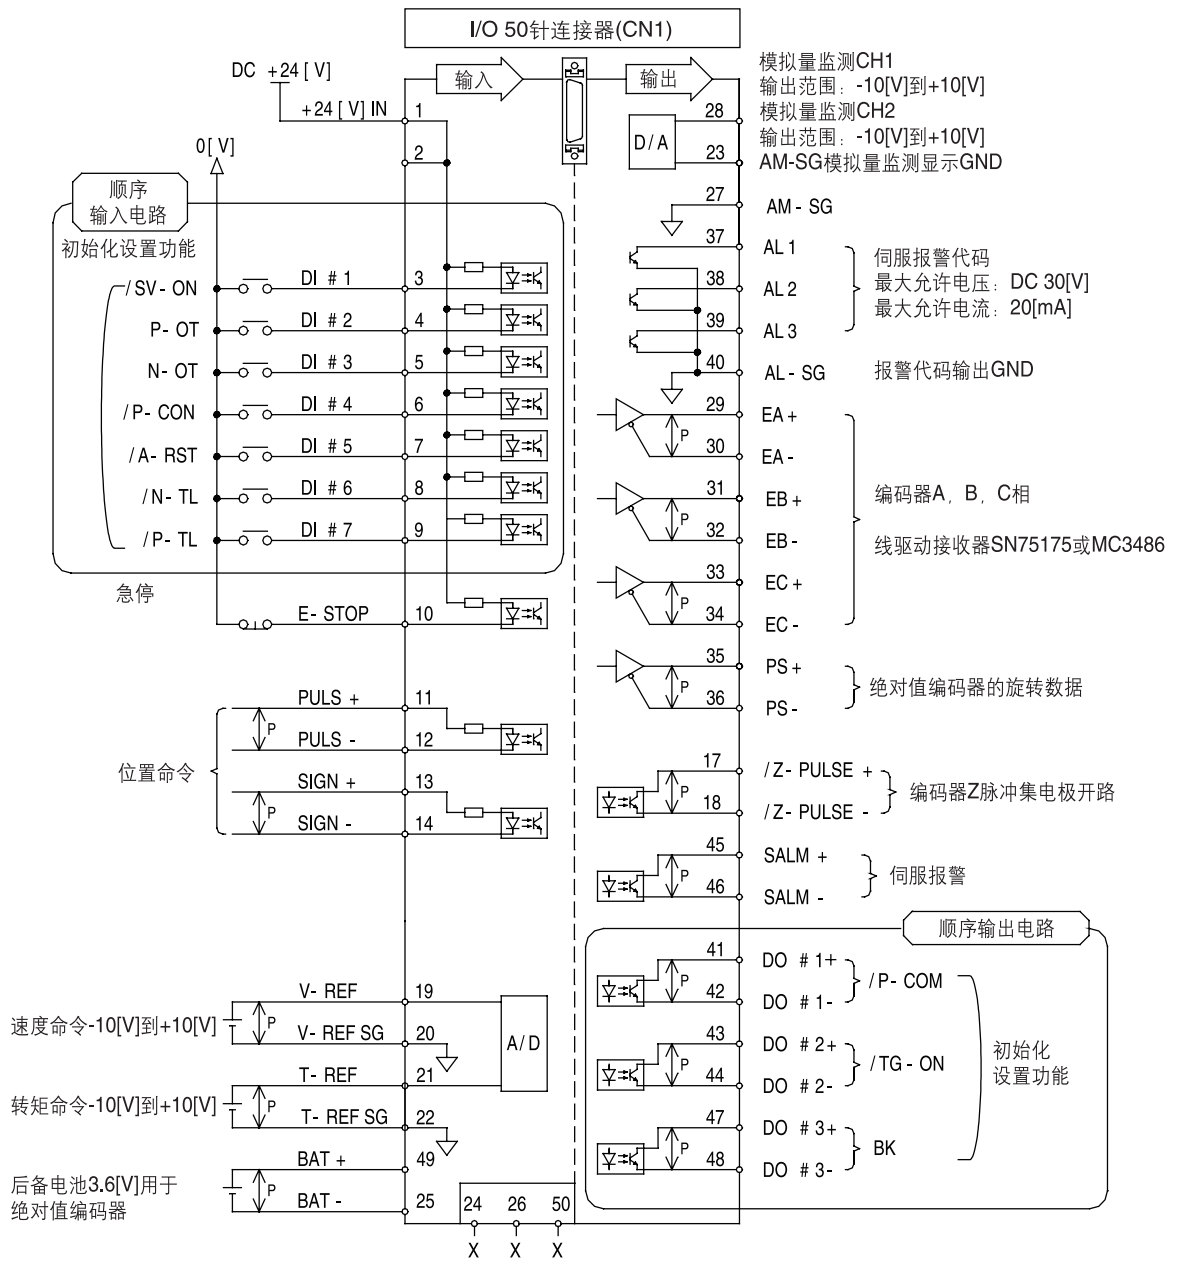 I/O 50针连接器(CN1)
输入
输出
DC +24 [ V]
+24 [ V] IN
1
2
0[ V]
顺序
输入电路
初始化设置功能
/SV- ON
DI # 1
3
P- OT
DI # 2
4
N- OT
DI # 3
5
/P- CON
DI # 4
6
/A- RST
DI # 5
7
/N- TL
DI # 6
8
/P- TL
DI # 7
9
急停
E- STOP
10
位置命令
PULS +
11
P
PULS -
12
SIGN +
13
P
SIGN -
14
速度命令-10[V]到+10[V]
V- REF
19
P
V- REF SG
20
A/D
转矩命令-10[V]到+10[V]
T- REF
21
P
T- REF SG
22
后备电池3.6[V]用于
绝对值编码器
BAT +
49
P
BAT -
25
24
26
50
X
X
X
D/A
28
模拟量监测CH1
输出范围：-10[V]到+10[V]
模拟量监测CH2
输出范围：-10[V]到+10[V]
23
AM-SG模拟量监测显示GND
27
AM- SG
37
AL1
38
AL2
39
AL3
伺服报警代码
最大允许电压：DC 30[V]
最大允许电流：20[mA]
40
AL- SG
报警代码输出GND
29
EA+
P
30
EA-
31
EB+
P
32
EB-
33
EC+
P
34
EC-
编码器A，B，C相
线驱动接收器SN75175或MC3486
35
PS+
P
36
PS-
绝对值编码器的旋转数据
17
/Z- PULSE +
P
18
/Z- PULSE -
编码器Z脉冲集电极开路
45
SALM +
P
46
SALM -
伺服报警
顺序输出电路
41
DO # 1+
P
42
DO # 1-
/P- COM
43
DO # 2+
P
44
DO # 2-
/TG- ON
47
DO # 3+
P
48
DO # 3-
BK
初始化
设置功能